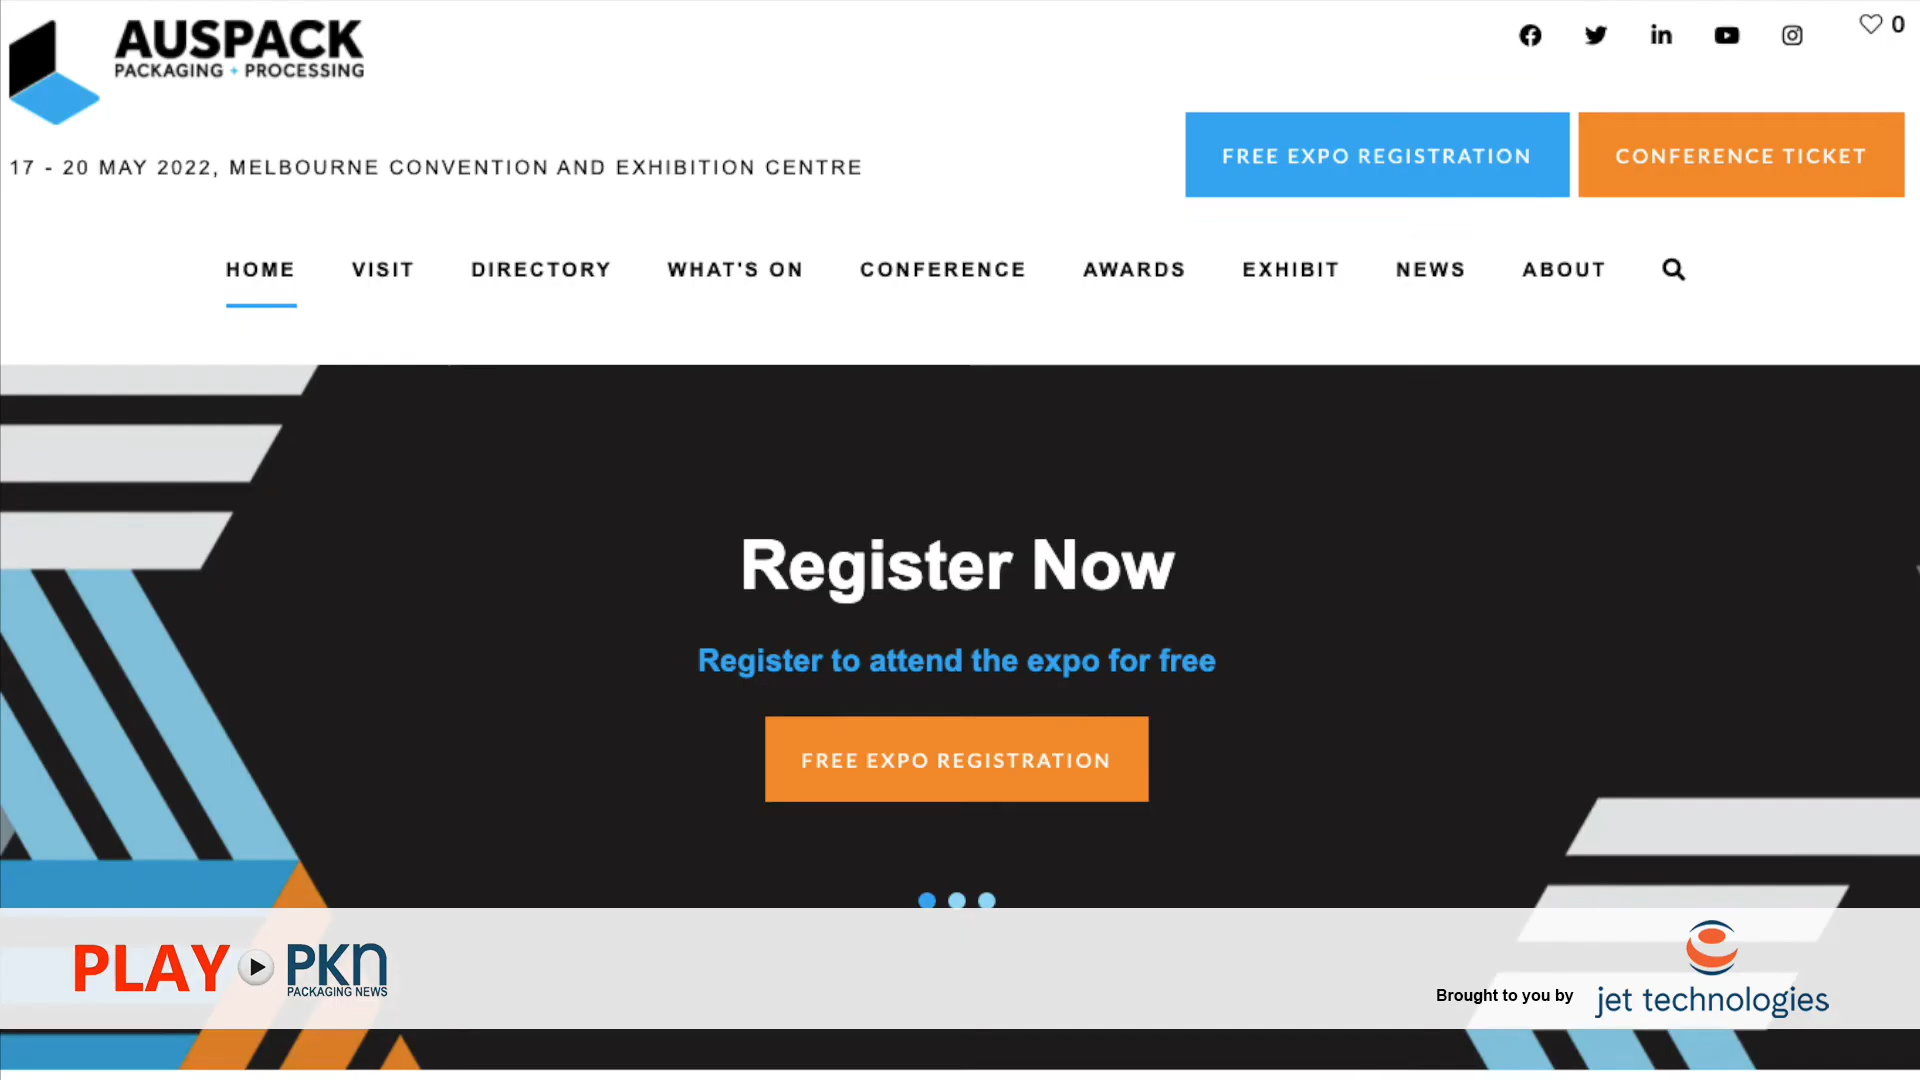 AUSPACK
PACKAGING + PROCESSING
0
17 - 20 MAY 2022, MELBOURNE CONVENTION AND EXHIBITION CENTRE
FREE EXPO REGISTRATION
CONFERENCE TICKET
HOME VISIT DIRECTORY WHAT'S ON CONFERENCE AWARDS EXHIBIT NEWS ABOUT
Register Now
Register to attend the expo for free
FREE EXPO REGISTRATION
PLAY PKN
PACKAGING NEWS
Brought to you by jet technologies